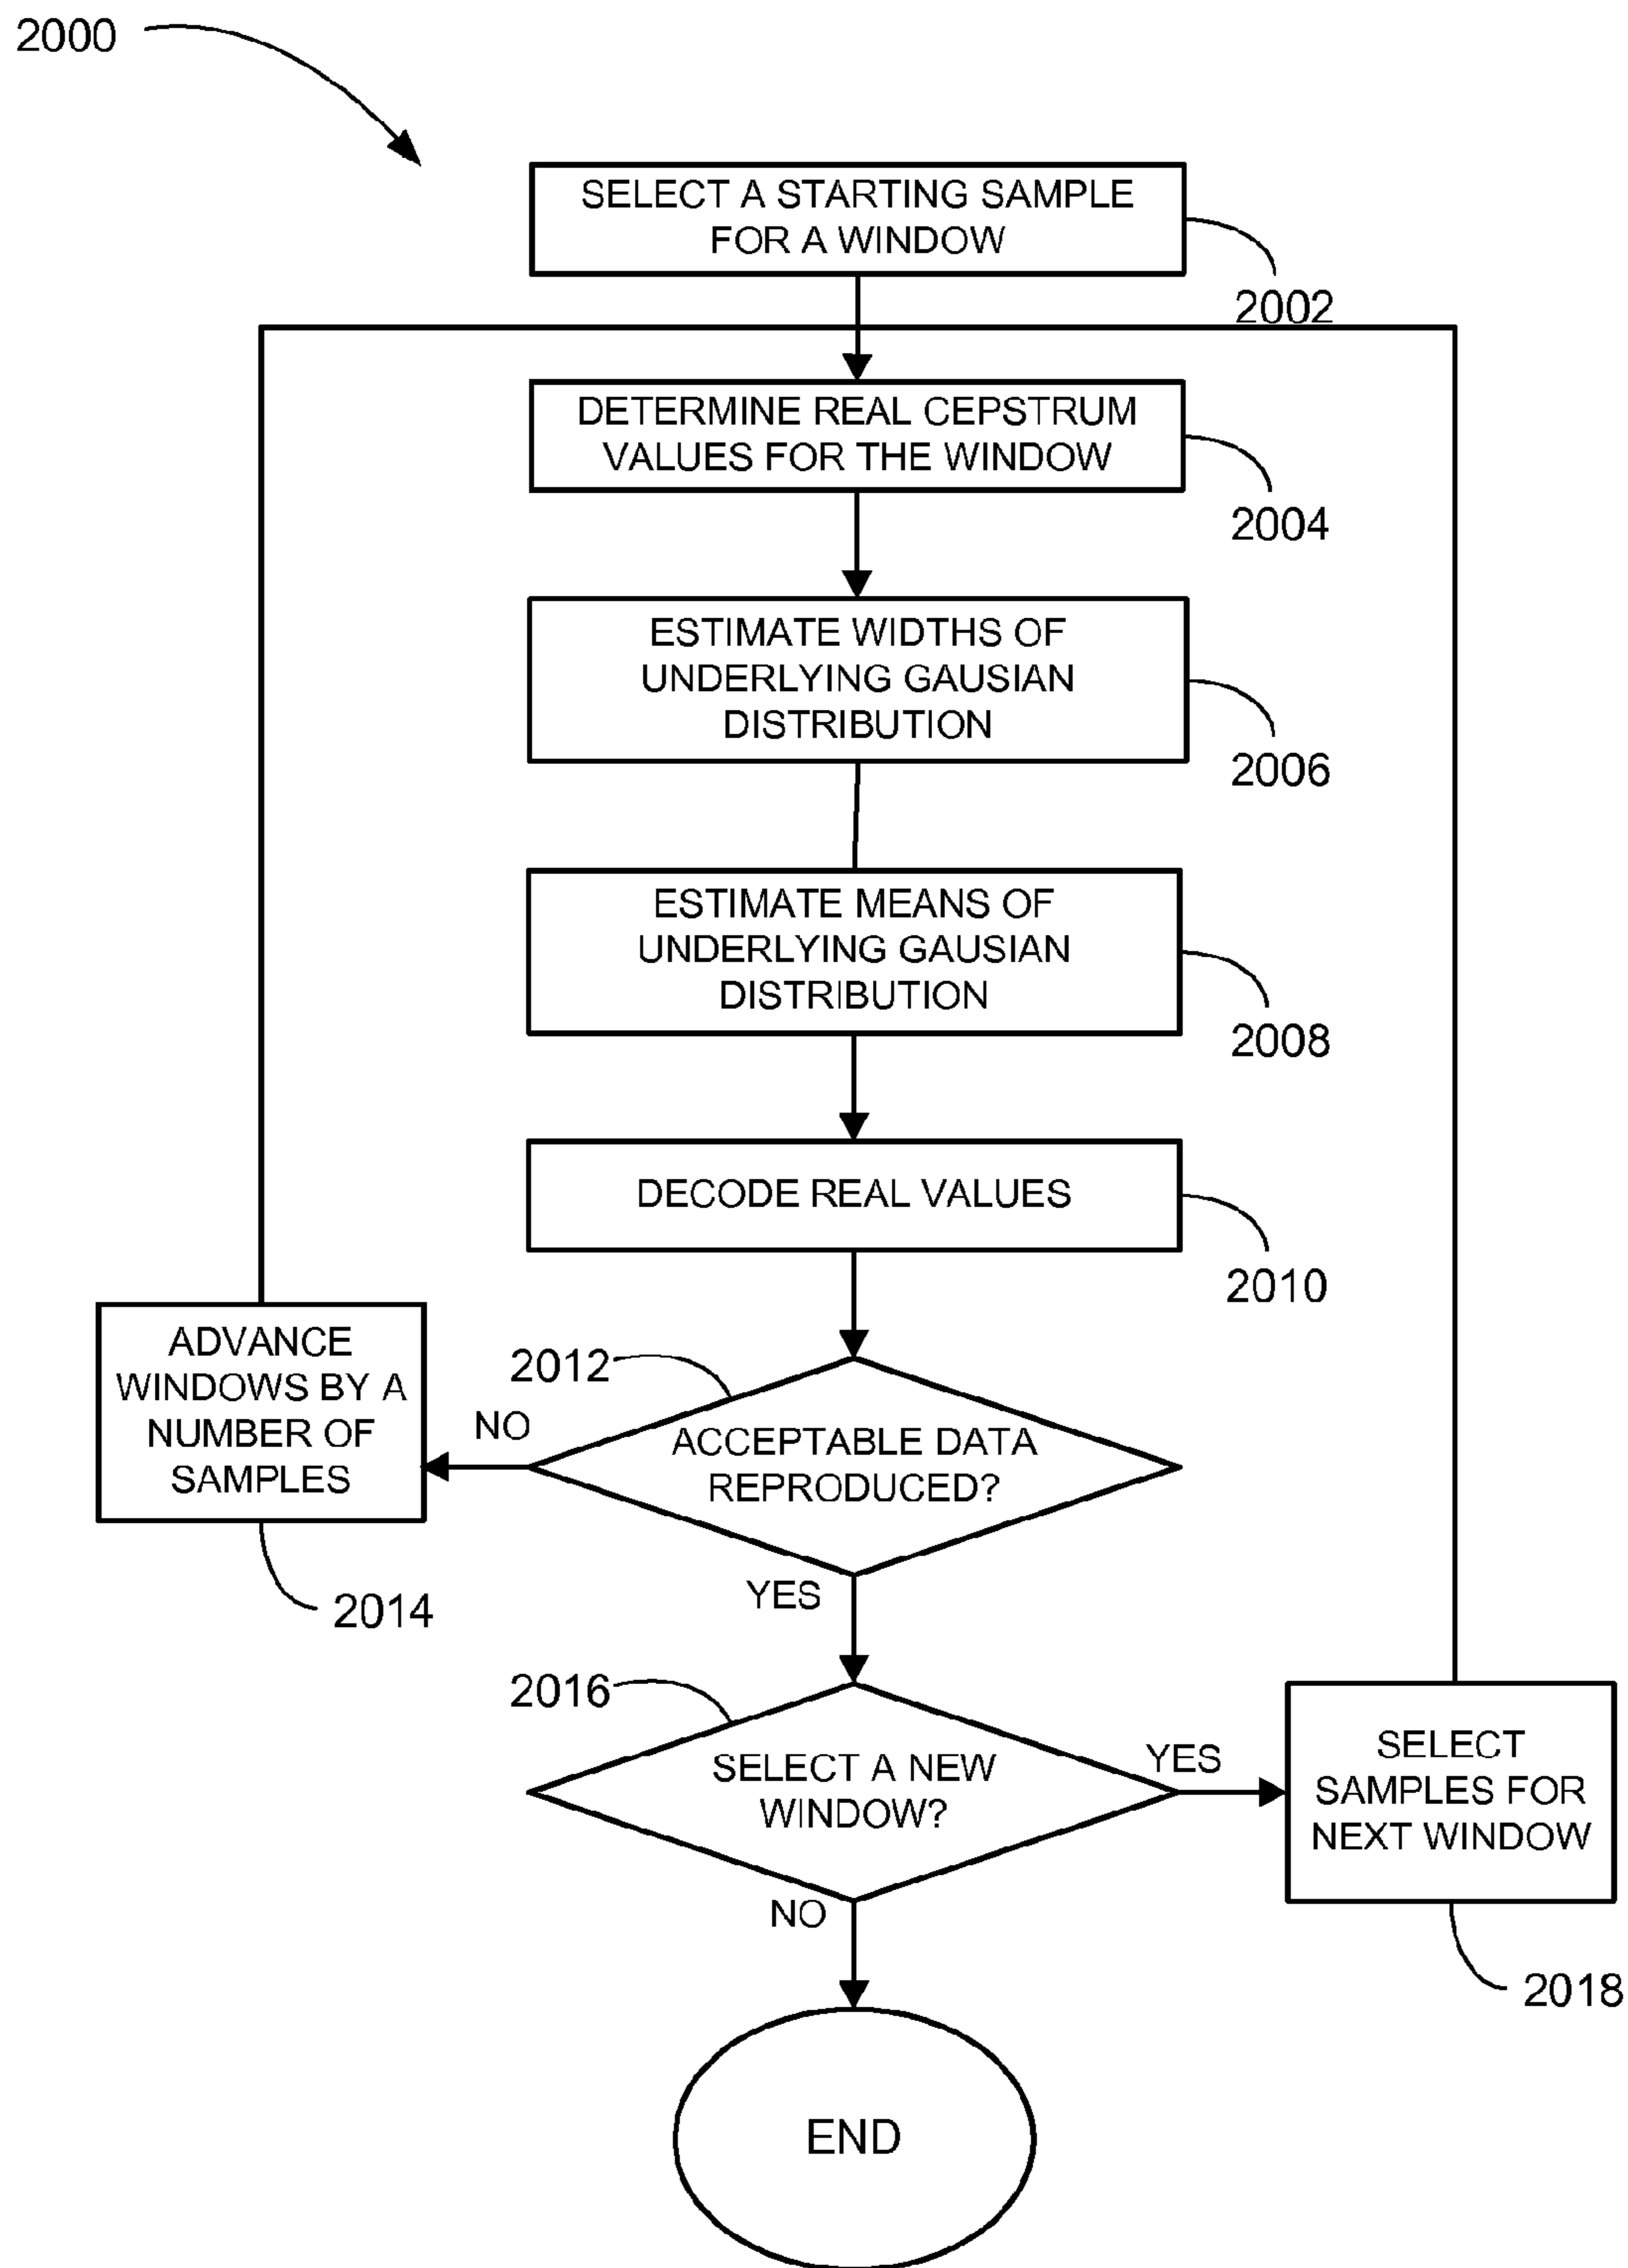 2000
SELECT A STARTING SAMPLE
FOR A WINDOW
2002
DETERMINE REAL CEPSTRUM
VALUES FOR THE WINDOW
2004
ESTIMATE WIDTHS OF
UNDERLYING GAUSIAN
DISTRIBUTION
2006
ESTIMATE MEANS OF
UNDERLYING GAUSIAN
DISTRIBUTION
2008
DECODE REAL VALUES
2010
ADVANCE
WINDOWS BY A
NUMBER OF
SAMPLES
2014
2012
NO
ACCEPTABLE DATA
REPRODUCED?
YES
2016
SELECT A NEW
WINDOW?
YES
SELECT
SAMPLES FOR
NEXT WINDOW
2018
NO
END